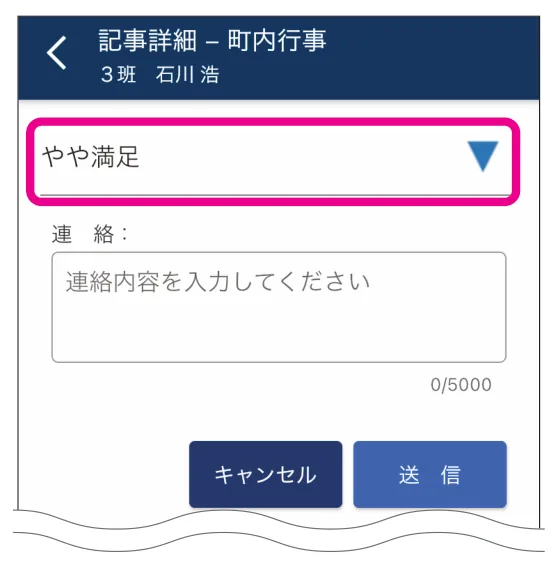 記事詳細 – 町内行事
３班　石川 浩
やや満足
連　絡：
連絡内容を入力してください
0/5000
キャンセル
送　信